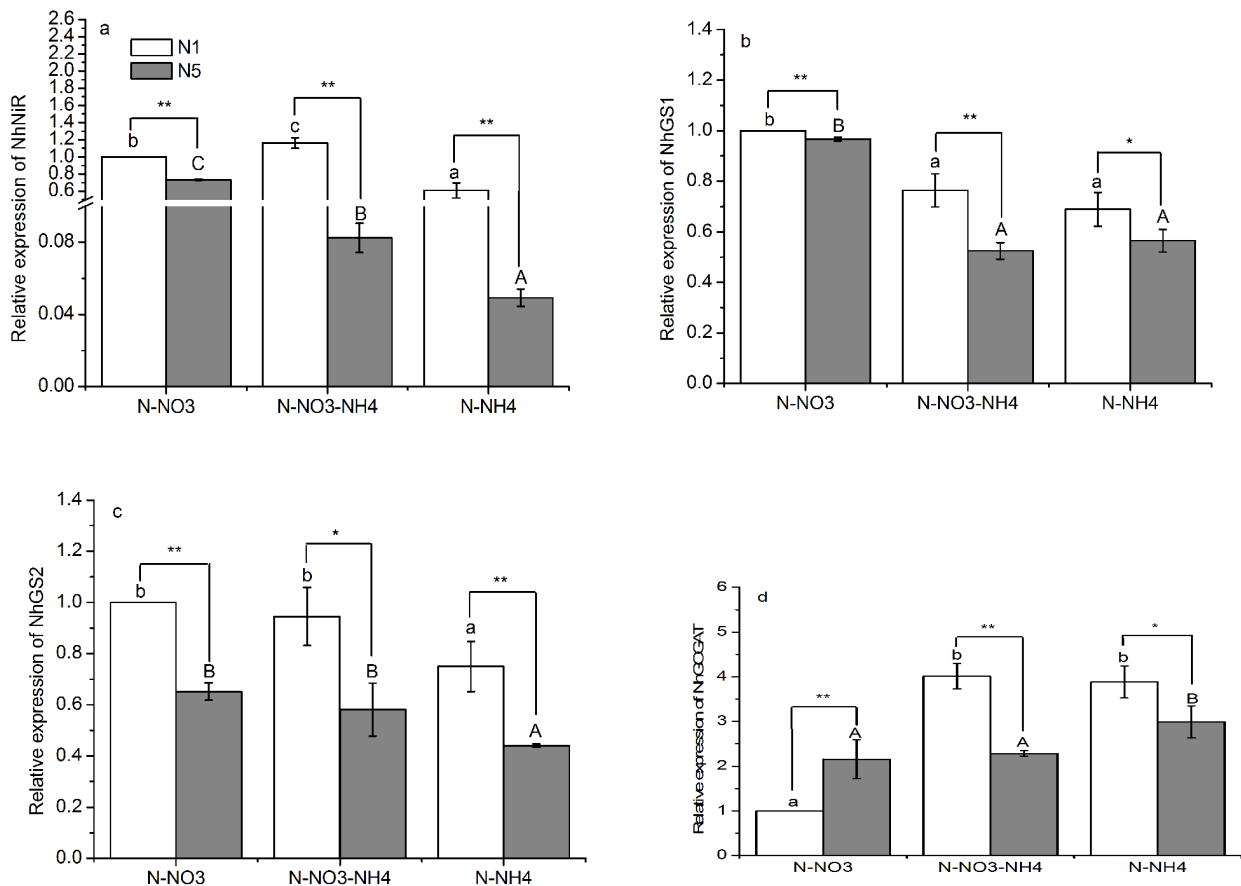 a
N1
N5
Relative expression of NhNiR
2.6
2.4
2.2
2.0
1.8
1.6
1.4
1.2
1.0
0.8
0.6
0.08
0.04
0.00
**
**
**
b
C
c
B
a
A
N-NO3 N-NO3-NH4 N-NH4
b
Relative expression of NhGS1
1.4
1.2
1.0
0.8
0.6
0.4
0.2
0.0
**
**
*
b
B
a
A
a
A
N-NO3 N-NO3-NH4 N-NH4
c
Relative expression of NhGS2
1.4
1.2
1.0
0.8
0.6
0.4
0.2
0.0
**
*
**
b
B
b
B
a
A
N-NO3 N-NO3-NH4 N-NH4
d
Relative expression of NhGOGAT
6
5
4
3
2
1
0
**
**
*
a
A
b
A
b
B
N-NO3 N-NO3-NH4 N-NH4